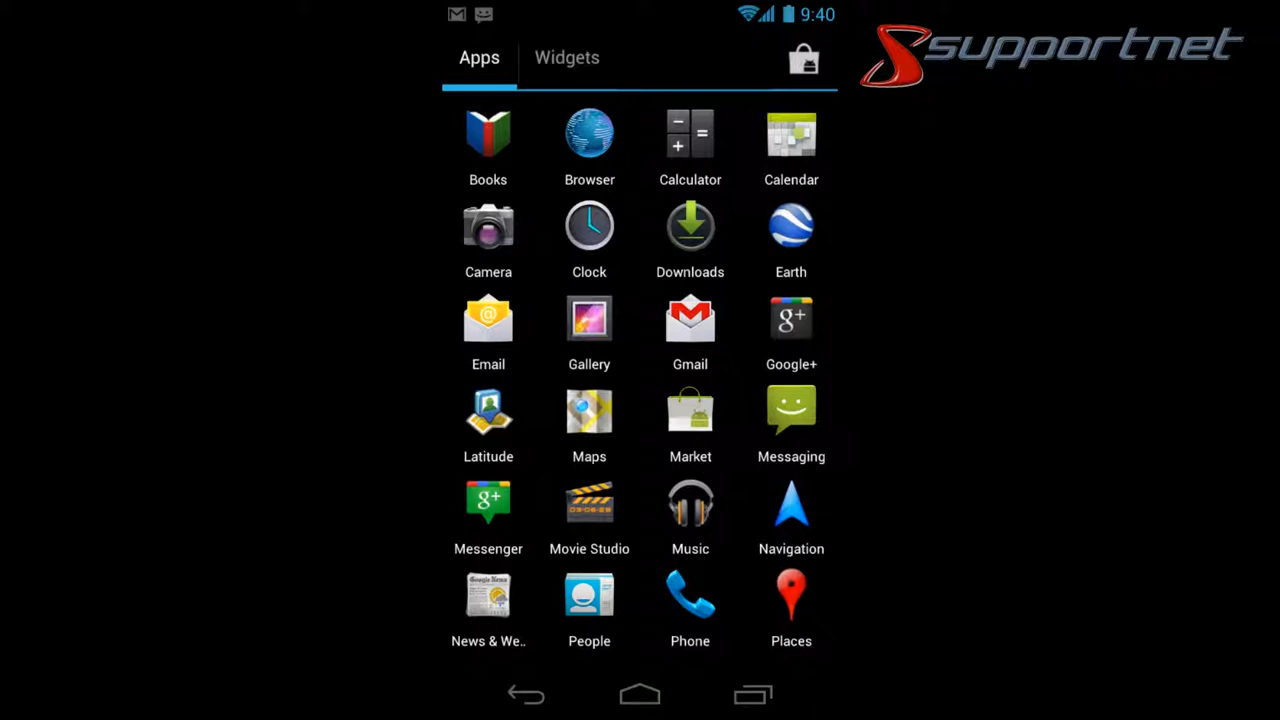 9:40
supportnet
Apps Widgets
Books Browser Calculator Calendar
Camera Clock Downloads Earth
Email Gallery Gmail Google+
Latitude Maps Market Messaging
Messenger Movie Studio Music Navigation
News & We.. People Phone Places